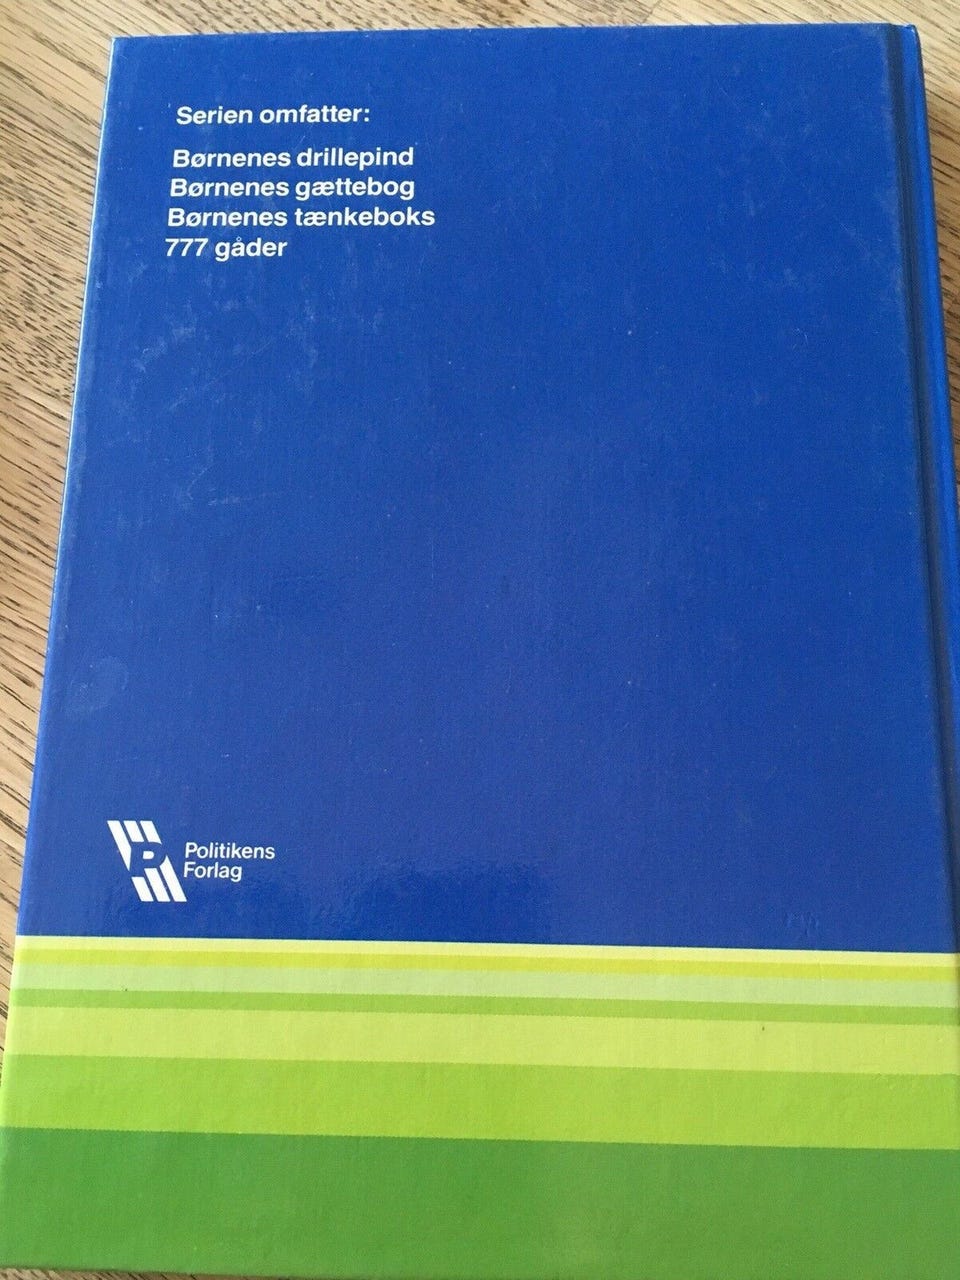 Serien omfatter:
Børnenes drillepind
Børnenes gættebog
Børnenes tænkeboks
777 gåder
P
Politikens
Forlag